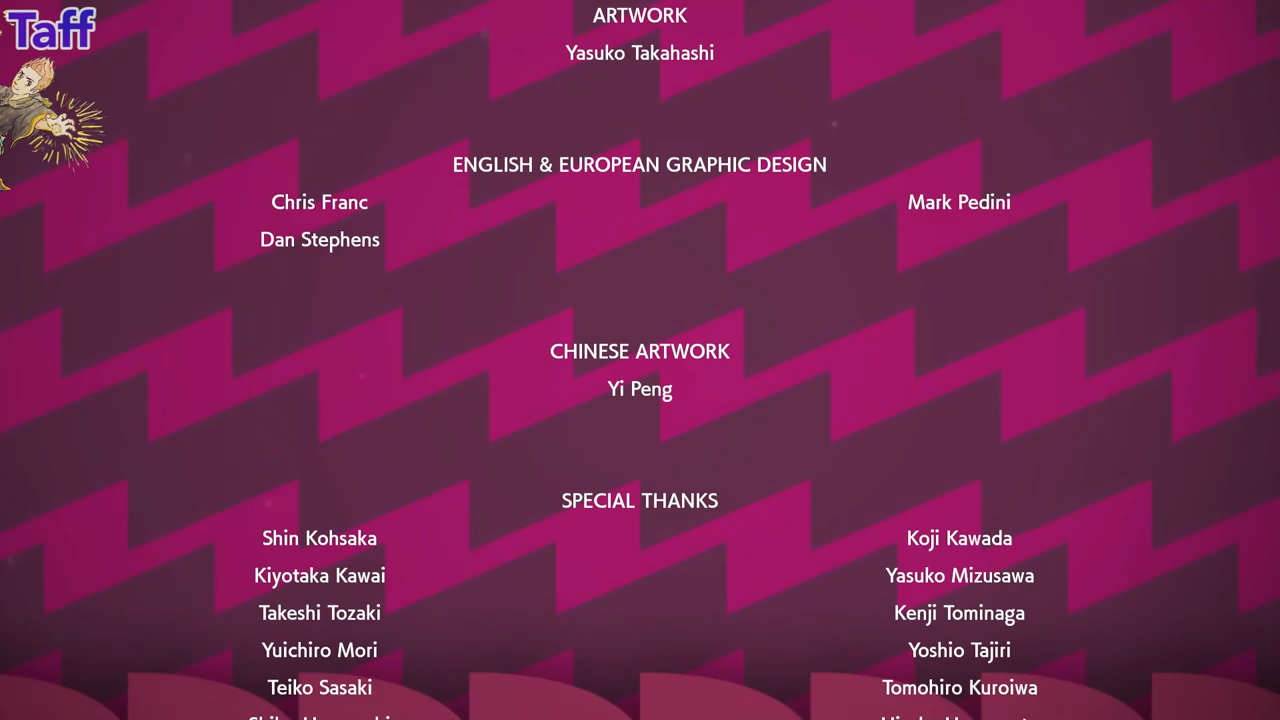 Taff
ARTWORK
Yasuko Takahashi
ENGLISH & EUROPEAN GRAPHIC DESIGN
Chris Franc
Mark Pedini
Dan Stephens
CHINESE ARTWORK
Yi Peng
SPECIAL THANKS
Shin Kohsaka
Koji Kawada
Kiyotaka Kawai
Yasuko Mizusawa
Takeshi Tozaki
Kenji Tominaga
Yuichiro Mori
Yoshio Tajiri
Teiko Sasaki
Tomohiro Kuroiwa